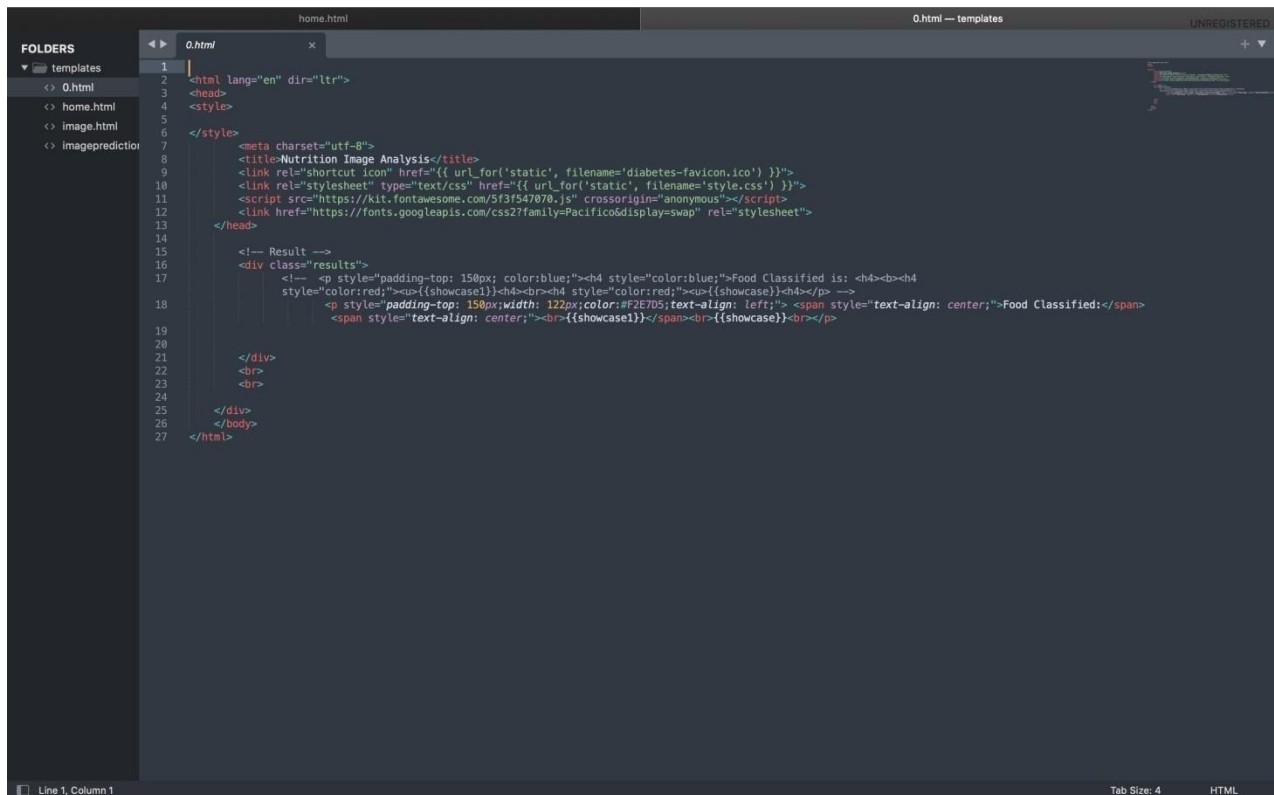 home.html
0.html — templates
UNREGISTERED
FOLDERS
templates
0.html
home.html
image.html
imageprediction
0.html
1
2 <html lang="en" dir="ltr">
3 <head>
4 <style>
5
6 </style>
7 <meta charset="utf-8">
8 <title>Nutrition Image Analysis</title>
9 <link rel="shortcut icon" href="{{ url_for('static', filename='diabetes-favicon.ico') }}">
10 <link rel="stylesheet" type="text/css" href="{{ url_for('static', filename='style.css') }}">
11 <script src="https://kit.fontawesome.com/5f3f547070.js" crossorigin="anonymous"></script>
12 <link href="https://fonts.googleapis.com/css2?family=Pacifico&display=swap" rel="stylesheet">
13 </head>
14
15 <!-- Result -->
16 <div class="results">
17 <!-- <p style="padding-top: 150px; color:blue;"><h4 style="color:blue;">Food Classified is: <h4><b><h4
style="color:red;"><u>{{showcase1}}<h4><br><h4 style="color:red;"><u>{{showcase}}<h4></p> -->
18 <p style="padding-top: 150px;width: 122px;color:#F2E7D5;text-align: left;"> <span style="text-align: center;">Food Classified:</span>
<span style="text-align: center;"><br>{{showcase1}}</span><br>{{showcase}}<br></p>
19
20
21 </div>
22 <br>
23 <br>
24
25 </div>
26 </body>
27 </html>
Line 1, Column 1
Tab Size: 4
HTML